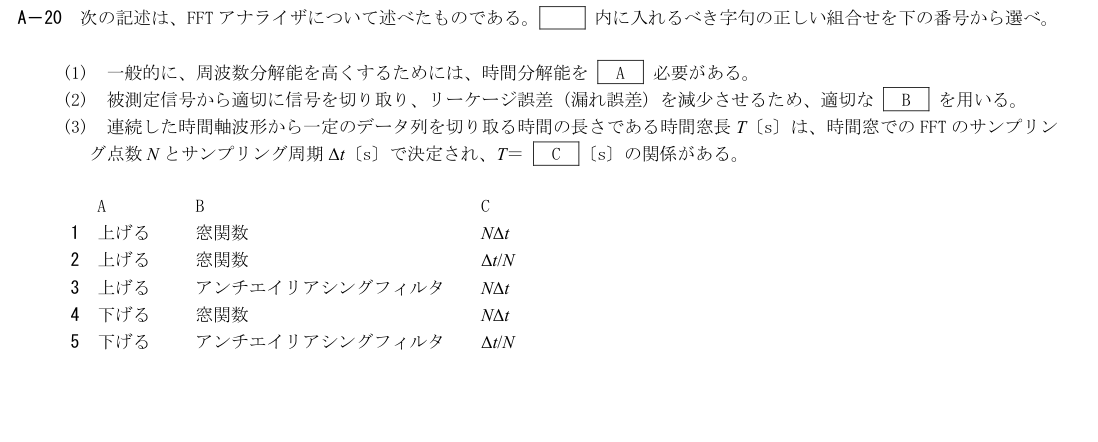 A－20 次の記述は、FFT アナライザについて述べたものである。 内に入れるべき字句の正しい組合せを下の番号から選べ。
(1) 一般的に、周波数分解能を高くするためには、時間分解能を A 必要がある。
(2) 被測定信号から適切に信号を切り取り、リーケージ誤差（漏れ誤差）を減少させるため、適切な B を用いる。
(3) 連続した時間軸波形から一定のデータ列を切り取る時間の長さである時間窓長 T〔s〕は、時間窓での FFT のサンプリン
グ点数 N とサンプリング周期 Δt〔s〕で決定され、T＝ C 〔s〕の関係がある。
A B C
1 上げる 窓関数 NΔt
2 上げる 窓関数 Δt/N
3 上げる アンチエイリアシングフィルタ NΔt
4 下げる 窓関数 NΔt
5 下げる アンチエイリアシングフィルタ Δt/N